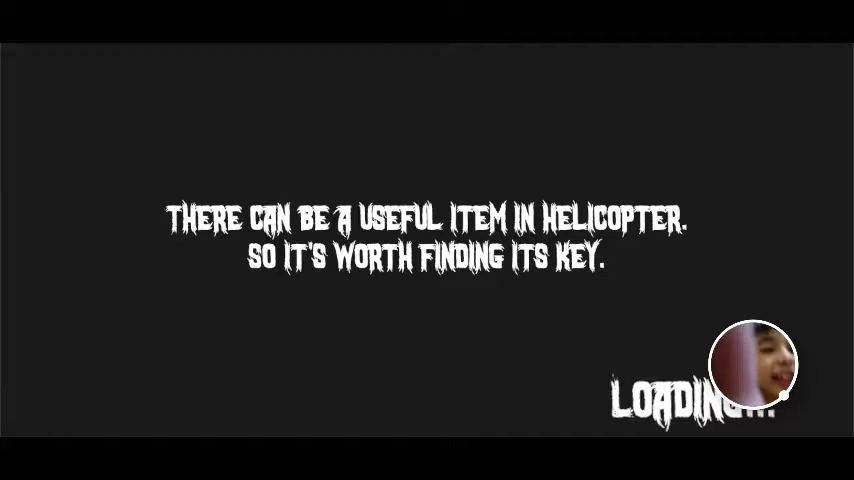 THERE CAN BE A USEFUL ITEM IN HELICOPTER.
SO IT'S WORTH FINDING ITS KEY.
LOADING...